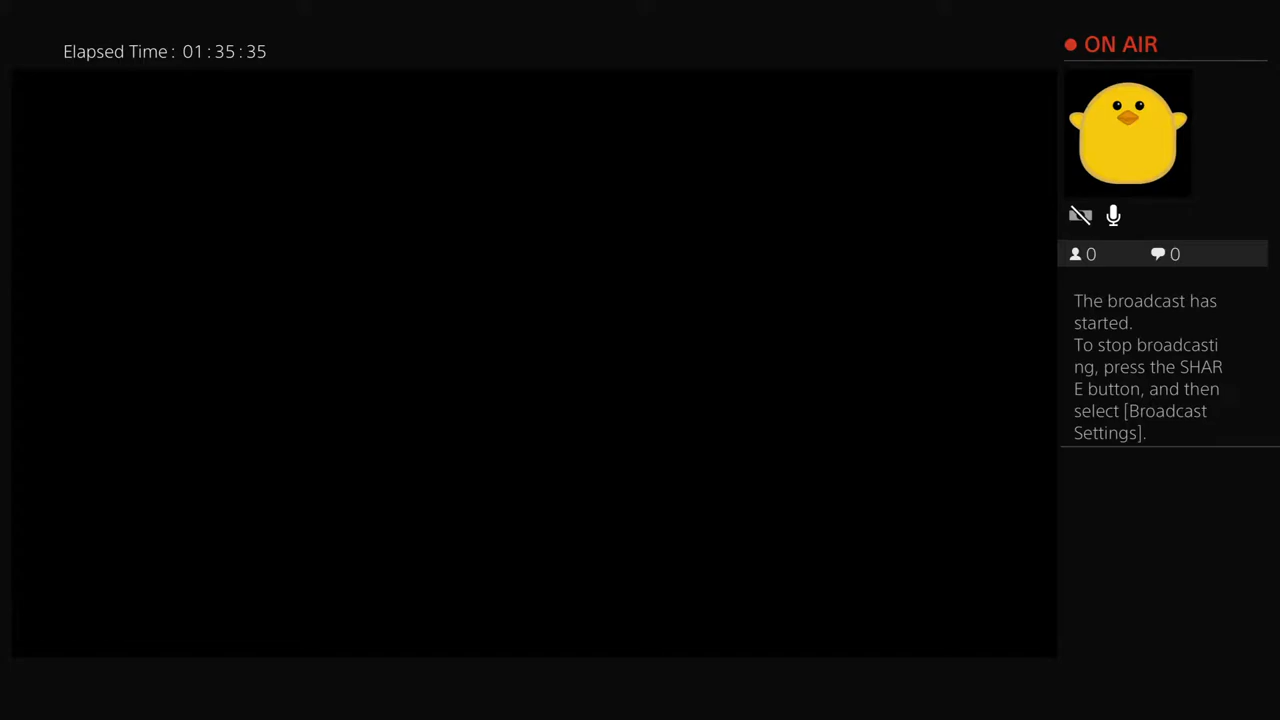 Elapsed Time: 01:35:35
ON AIR
0 0
The broadcast has
started.
To stop broadcasti
ng, press the SHAR
E button, and then
select [Broadcast
Settings].